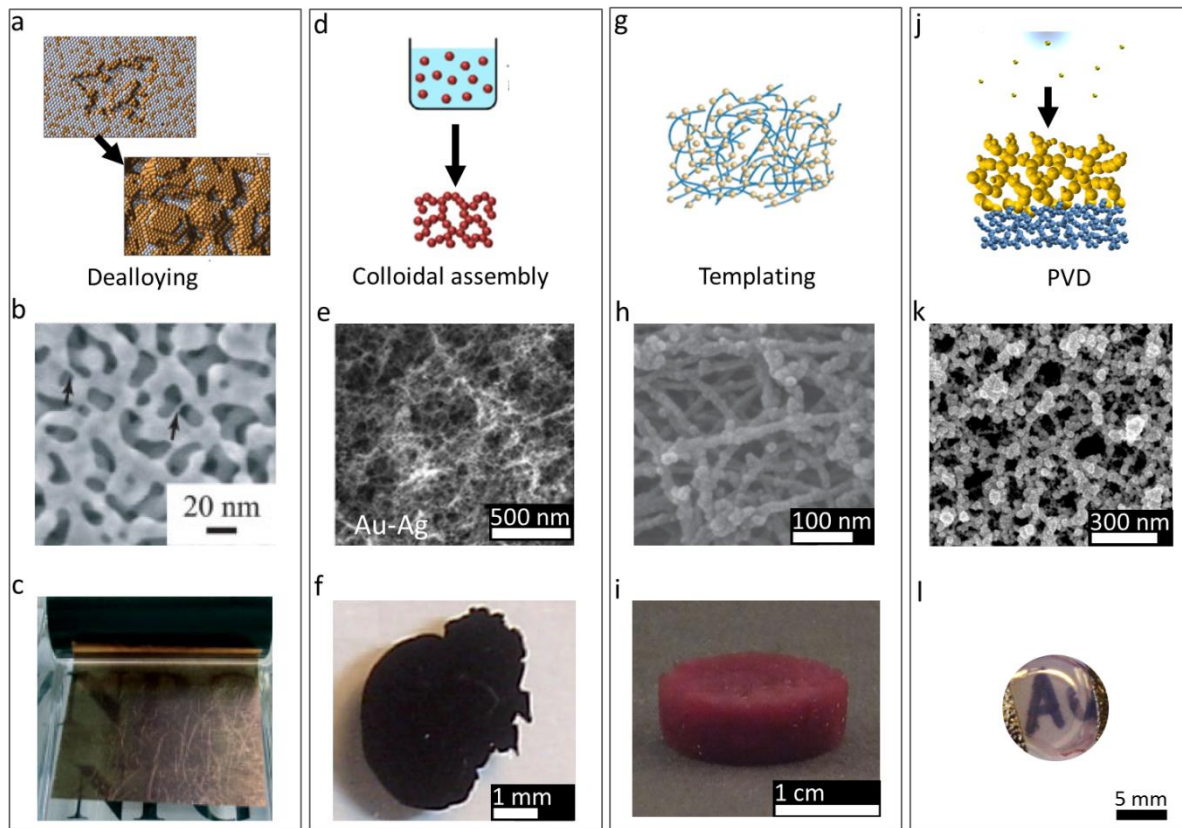 a
Dealloying
b
20 nm
c
d
Colloidal assembly
e
Au-Ag
500 nm
f
1 mm
g
Templating
h
100 nm
i
1 cm
j
PVD
k
300 nm
l
A
5 mm